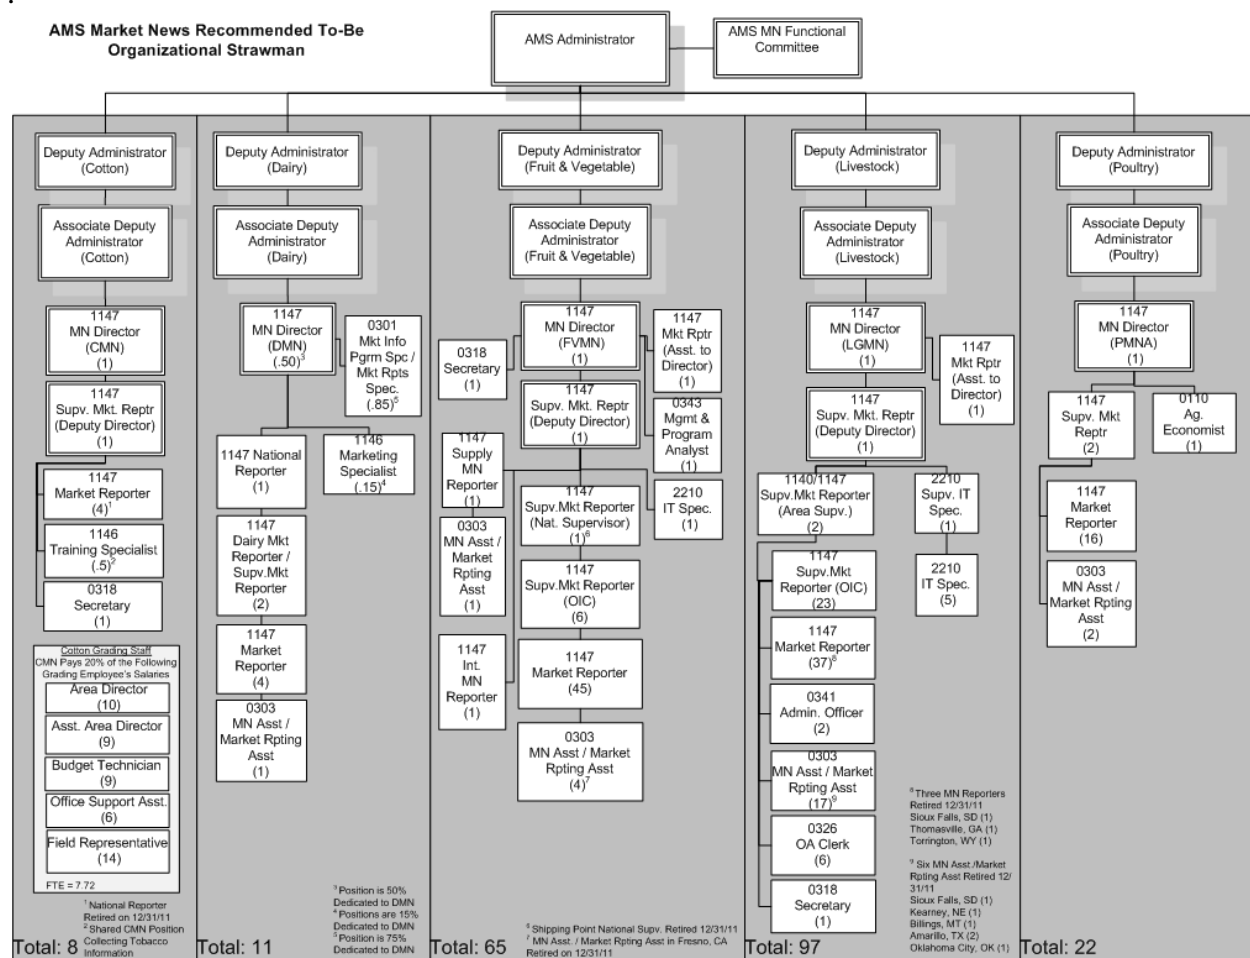 AMS Market News Recommended To-Be
Organizational Strawman
AMS Administrator
AMS MN Functional
Committee
Deputy Administrator
(Cotton)
Associate Deputy
Administrator
(Cotton)
1147
MN Director
(CMN)
(1)
1147
Supv. Mkt. Reptr
(Deputy Director)
(1)
1147
Market Reporter
(4)1
1146
Training Specialist
(.5)2
0318
Secretary
(1)
Cotton Grading Staff
CMN Pays 20% of the Following
Grading Employee's Salaries
Area Director
(10)
Asst. Area Director
(9)
Budget Technician
(9)
Office Support Asst.
(6)
Field Representative
(14)
FTE = 7.72
1 National Reporter
Retired on 12/31/11
2 Shared CMN Position
Collecting Tobacco
Information
Total: 8
Deputy Administrator
(Dairy)
Associate Deputy
Administrator
(Dairy)
1147
MN Director
(DMN)
(.50)3
0301
Mkt Info
Pgrm Spc /
Mkt Rpts
Spec.
(.85)5
1147 National
Reporter
(1)
1146
Marketing
Specialist
(.15)4
1147
Dairy Mkt
Reporter /
Supv.Mkt
Reporter
(2)
1147
Market
Reporter
(4)
0303
MN Asst /
Market Rpting
Asst
(1)
3 Position is 50%
Dedicated to DMN
4 Positions are 15%
Dedicated to DMN
5 Position is 75%
Dedicated to DMN
Total: 11
Deputy Administrator
(Fruit & Vegetable)
Associate Deputy
Administrator
(Fruit & Vegetable)
1147
MN Director
(FVMN)
(1)
0318
Secretary
(1)
1147
Mkt Rptr
(Asst. to
Director)
(1)
1147
Supv. Mkt. Reptr
(Deputy Director)
(1)
0343
Mgmt &
Program
Analyst
(1)
1147
Supply
MN
Reporter
(1)
0303
MN Asst /
Market
Rpting
Asst
(1)
1147
Int.
MN
Reporter
(1)
1147
Supv.Mkt Reporter
(Nat. Supervisor)
(1)6
2210
IT Spec.
(1)
1147
Supv.Mkt Reporter
(OIC)
(6)
1147
Market Reporter
(45)
0303
MN Asst / Market
Rpting Asst
(4)7
6 Shipping Point National Supv. Retired 12/31/11
7 MN Asst. / Market Rpting Asst in Fresno, CA
Retired on 12/31/11
Total: 65
Deputy Administrator
(Livestock)
Associate Deputy
Administrator
(Livestock)
1147
MN Director
(LGMN)
(1)
1147
Mkt Rptr
(Asst. to
Director)
(1)
1147
Supv. Mkt. Reptr
(Deputy Director)
(1)
1140/1147
Supv.Mkt Reporter
(Area Supv.)
(2)
2210
Supv. IT
Spec.
(1)
2210
IT Spec.
(5)
1147
Supv.Mkt
Reporter (OIC)
(23)
1147
Market Reporter
(37)8
0341
Admin. Officer
(2)
0303
MN Asst / Market
Rpting Asst
(17)9
0326
OA Clerk
(6)
0318
Secretary
(1)
8 Three MN Reporters
Retired 12/31/11
Sioux Falls, SD (1)
Thomasville, GA (1)
Torrington, WY (1)
9 Six MN Asst./Market
Rpting Asst Retired 12/
31/11
Sioux Falls, SD (1)
Kearney, NE (1)
Billings, MT (1)
Amarillo, TX (2)
Oklahoma City, OK (1)
Total: 97
Deputy Administrator
(Poultry)
Associate Deputy
Administrator
(Poultry)
1147
MN Director
(PMNA)
(1)
1147
Supv. Mkt
Reptr
(2)
0110
Ag.
Economist
(1)
1147
Market
Reporter
(16)
0303
MN Asst /
Market Rpting
Asst
(2)
Total: 22